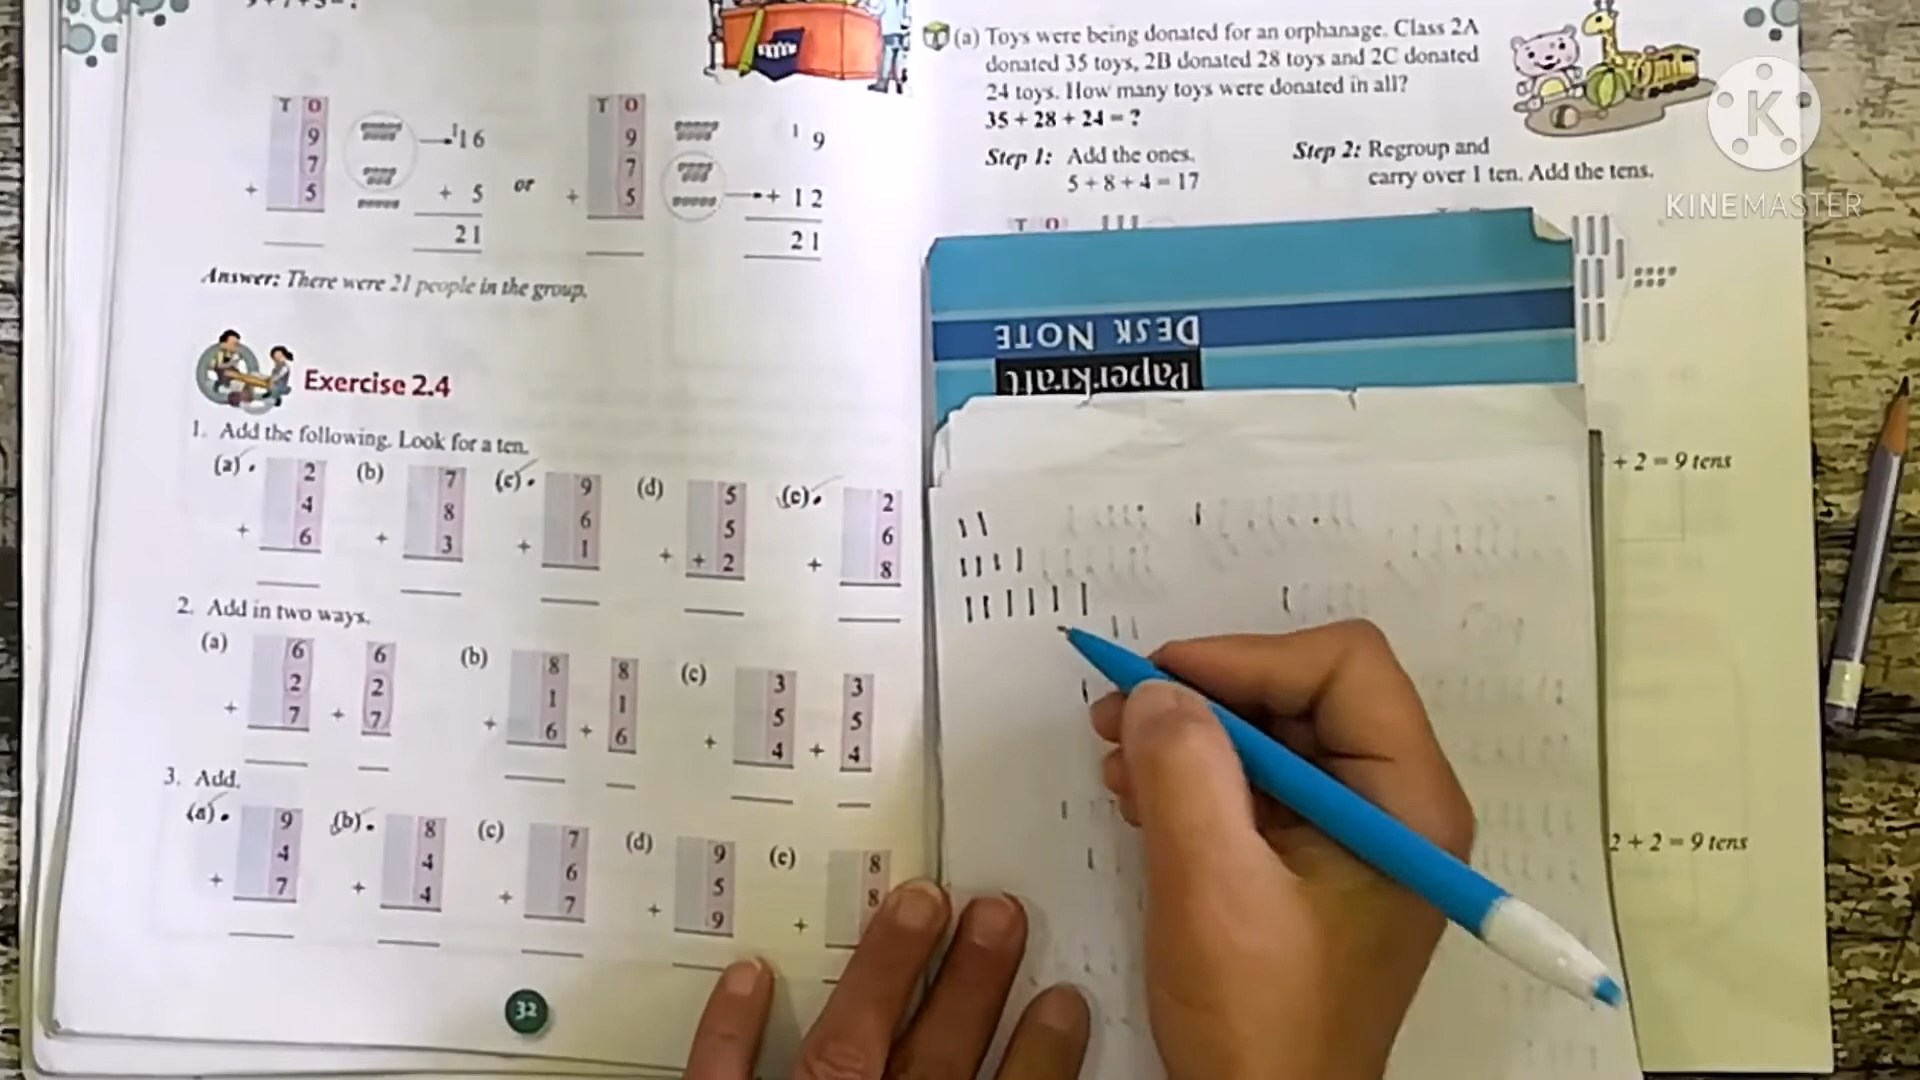 T O
9
7
+ 5
16
+ 5
21
or
T O
9
7
+ 5
1 9
+ 12
21
Answer: There were 21 people in the group.
Exercise 2.4
1. Add the following. Look for a ten.
(a) 2
4
+ 6
(b) 7
8
+ 3
(c) 9
6
+ 1
(d) 5
5
+ + 2
(e) 2
6
+ 8
2. Add in two ways.
(a) 6 6
2 2
+ 7 + 7
(b) 8 8
1 1
+ 6 + 6
(c) 3 3
5 5
+ 4 + 4
3. Add.
(a) 9
4
+ 7
(b) 8
4
+ 4
(c) 7
6
+ 7
(d) 9
5
+ 9
(e) 8
8
+
32
(a) Toys were being donated for an orphanage. Class 2A
donated 35 toys, 2B donated 28 toys and 2C donated
24 toys. How many toys were donated in all?
35 + 28 + 24 = ?
Step 1: Add the ones.
5 + 8 + 4 = 17
Step 2: Regroup and
carry over 1 ten. Add the tens.
T O
DESK NOTE
Paperkraft
+ 2 = 9 tens
2 + 2 = 9 tens
K
KINEMASTER